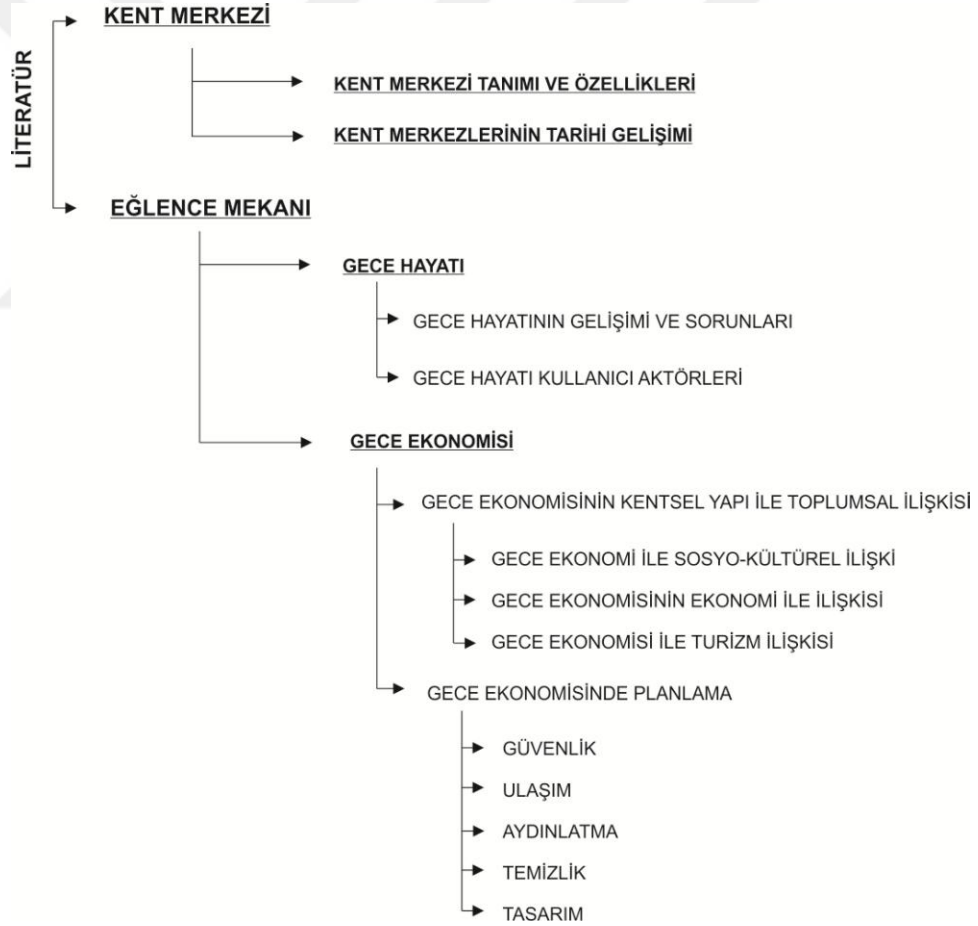 LİTERATÜR
KENT MERKEZİ
KENT MERKEZİ TANIMI VE ÖZELLİKLERİ
KENT MERKEZLERİNİN TARİHİ GELİŞİMİ
EĞLENCE MEKANI
GECE HAYATI
GECE HAYATININ GELİŞİMİ VE SORUNLARI
GECE HAYATI KULLANICI AKTÖRLERİ
GECE EKONOMİSİ
GECE EKONOMİSİNİN KENTSEL YAPI İLE TOPLUMSAL İLİŞKİSİ
GECE EKONOMİ İLE SOSYO-KÜLTÜREL İLİŞKİ
GECE EKONOMİSİNİN EKONOMİ İLE İLİŞKİSİ
GECE EKONOMİSİ İLE TURİZM İLİŞKİSİ
GECE EKONOMİSİNDE PLANLAMA
GÜVENLİK
ULAŞIM
AYDINLATMA
TEMİZLİK
TASARIM